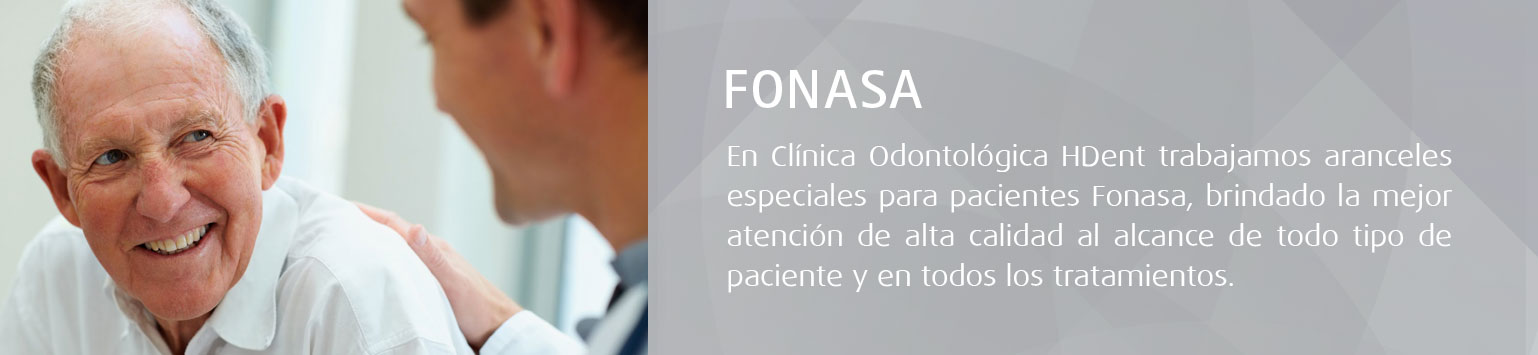 FONASA
En Clínica Odontológica HDent trabajamos aranceles
especiales para pacientes Fonasa, brindado la mejor
atención de alta calidad al alcance de todo tipo de
paciente y en todos los tratamientos.